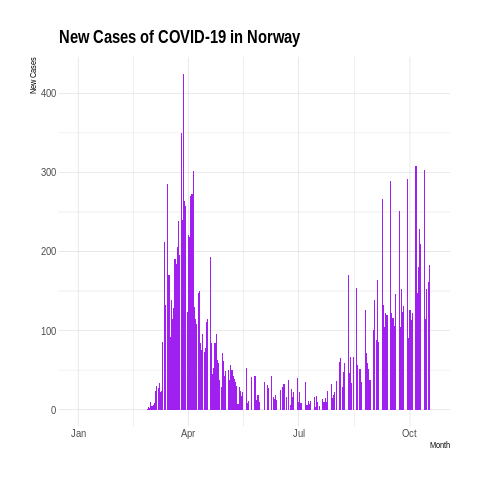 New Cases of COVID-19 in Norway
New Cases
400
300
200
100
0
Jan
Apr
Jul
Oct
Month